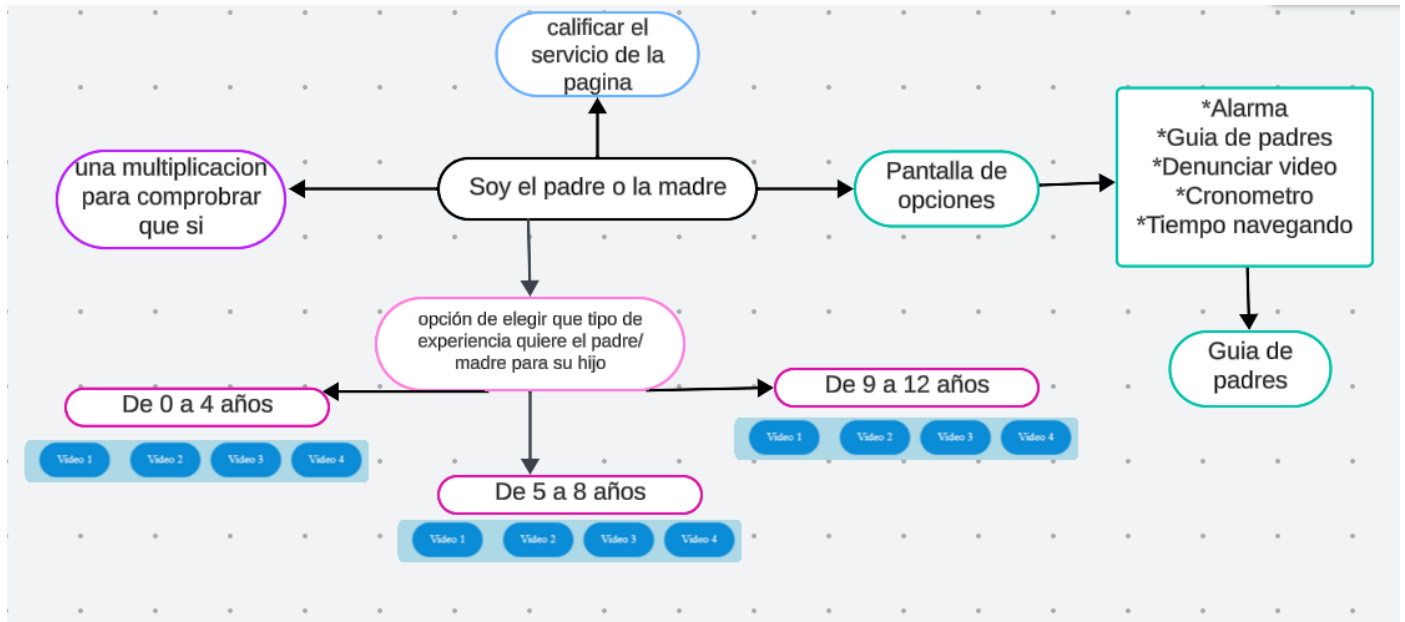 calificar el
servicio de la
pagina
una multiplicacion
para comprobrar
que si
Soy el padre o la madre
Pantalla de
opciones
*Alarma
*Guia de padres
*Denunciar video
*Cronometro
*Tiempo navegando
Guia de
padres
opción de elegir que tipo de
experiencia quiere el padre/
madre para su hijo
De 0 a 4 años
Video 1 Video 2 Video 3 Video 4
De 9 a 12 años
Video 1 Video 2 Video 3 Video 4
De 5 a 8 años
Video 1 Video 2 Video 3 Video 4